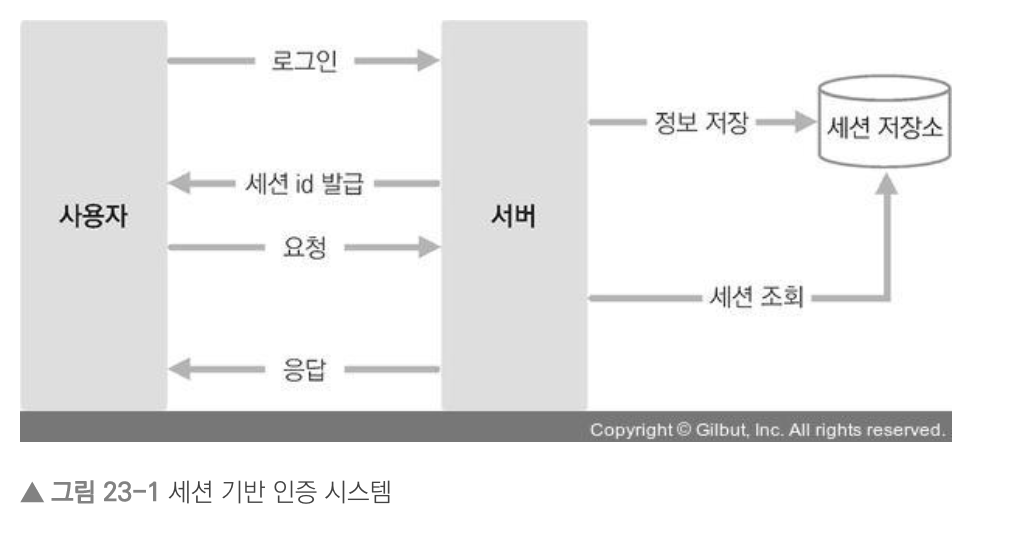 로그인
정보 저장
세션 저장소
세션 id 발급
사용자
서버
요청
세션 조회
응답
Copyright © Gilbut, Inc. All rights reserved.
▲ 그림 23-1 세션 기반 인증 시스템